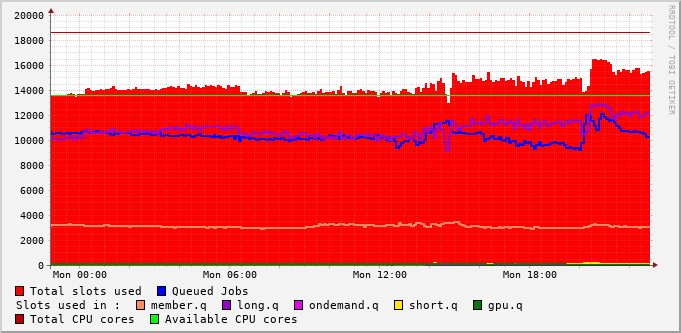 20000
18000
16000
14000
12000
10000
8000
6000
4000
2000
0
Mon 00:00 Mon 06:00 Mon 12:00 Mon 18:00
RRDTOOL / TOBI OETIKER
Total slots used Queued Jobs
Slots used in : member.q long.q ondemand.q short.q gpu.q
Total CPU cores Available CPU cores